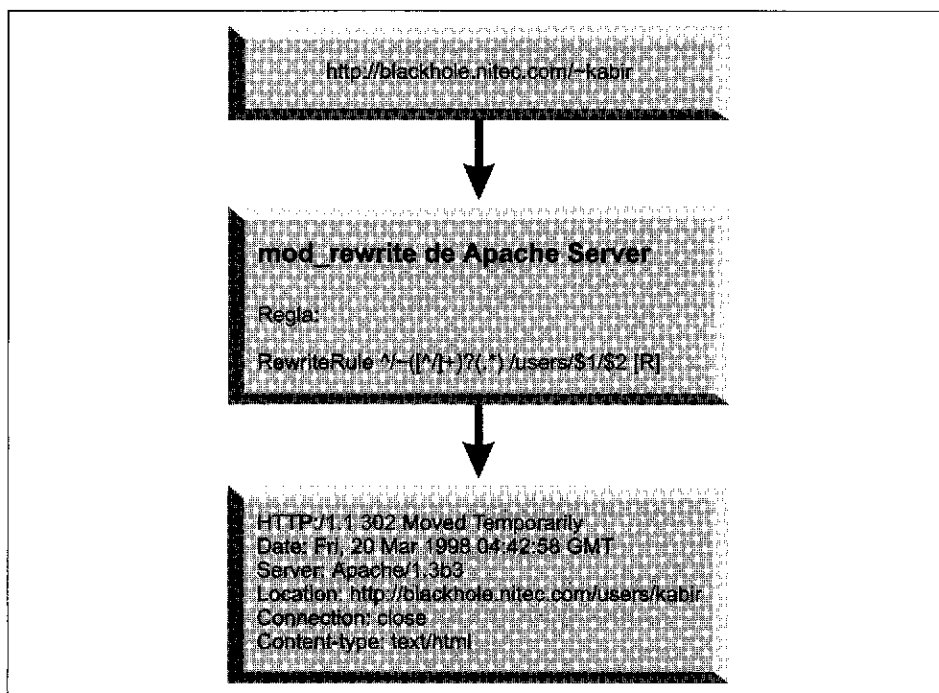 http://blackhole.nitec.com/~kabir
mod_rewrite de Apache Server
Regla:
RewriteRule ^/~([^/]+)?(.*) /users/$1/$2 [R]
HTTP:/1.1 302 Moved Temporarily
Date: Fri, 20 Mar 1998 04:42:58 GMT
Server: Apache/1.3b3
Location: http://blackhole.nitec.com/users/kabir
Connection: close
Content-type: text/html